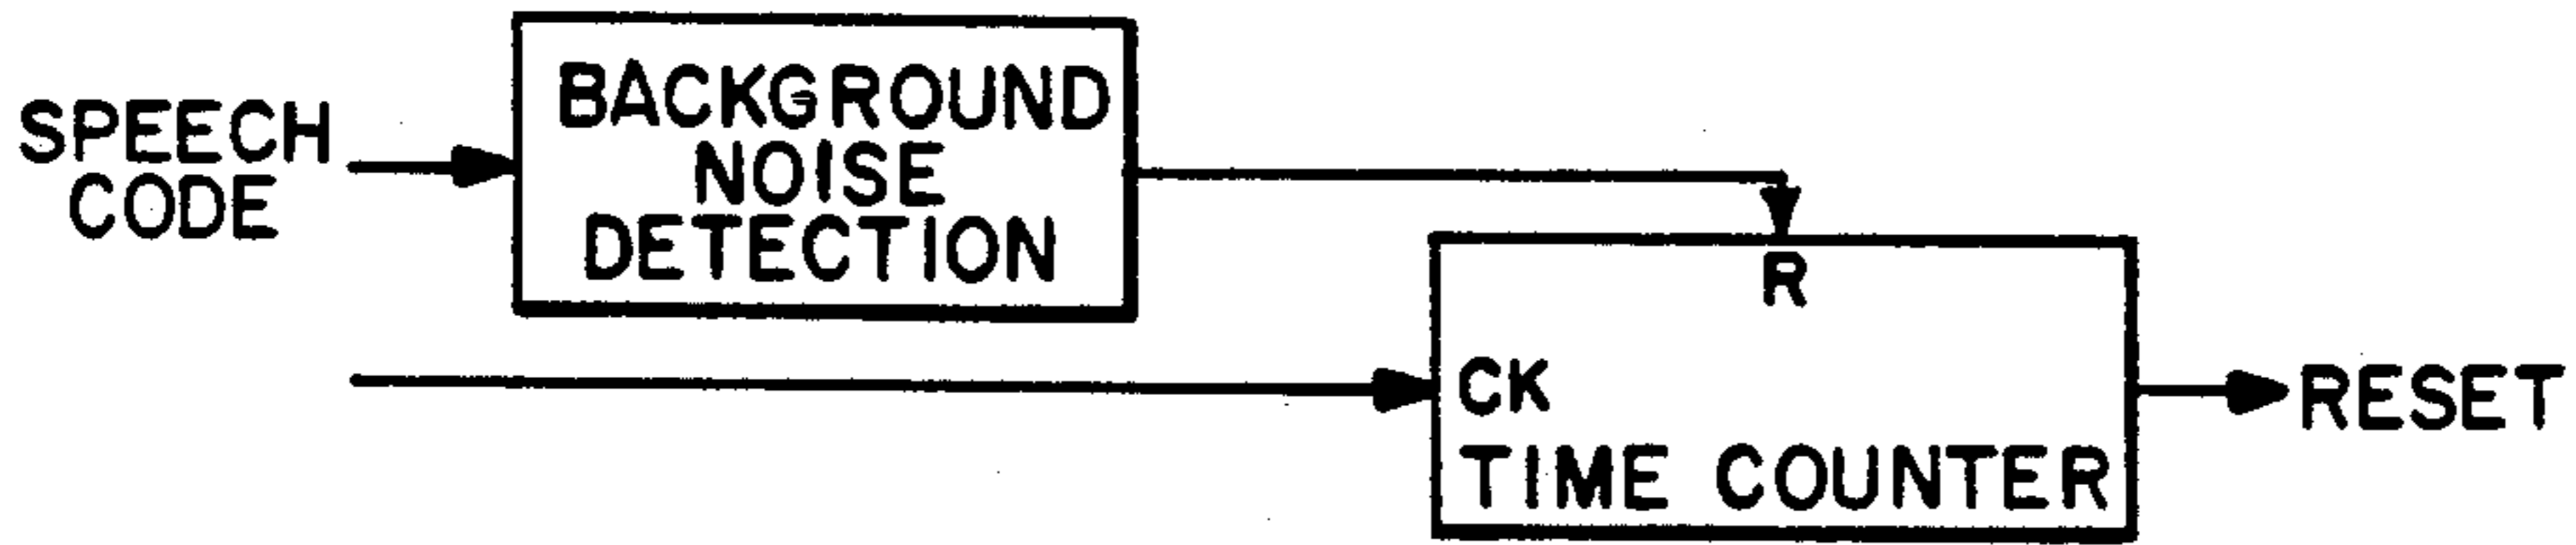 SPEECH
CODE
BACKGROUND
NOISE
DETECTION
R
CK
TIME COUNTER
RESET